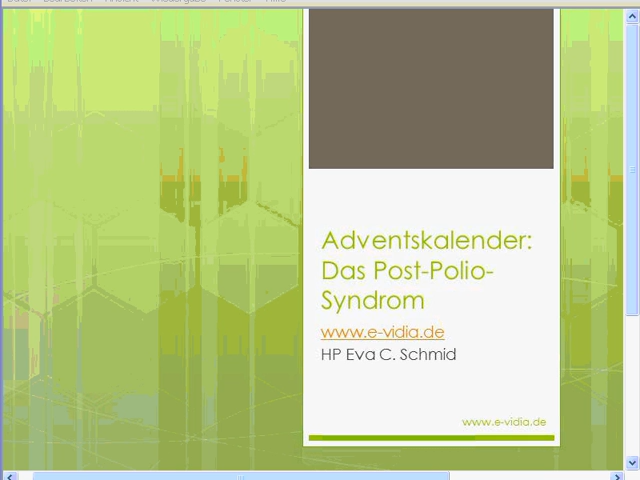 Adventskalender:
Das Post-Polio-
Syndrom
www.e-vidia.de
HP Eva C. Schmid
www.e-vidia.de